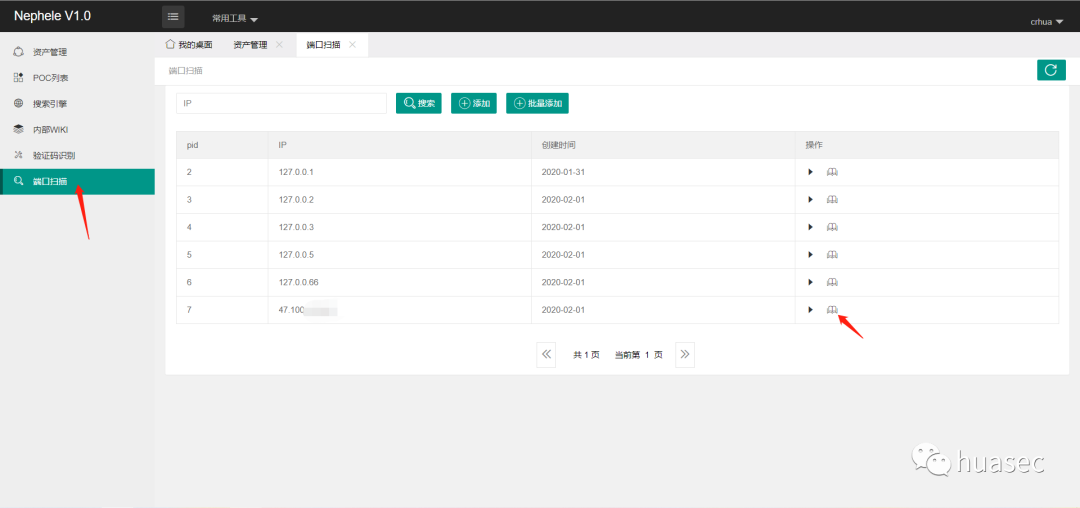 Nephele V1.0
常用工具
crhua
资产管理
POC列表
搜索引擎
内部WIKI
验证码识别
端口扫描
我的桌面 资产管理 端口扫描
端口扫描
IP 搜索 添加 批量添加
pid IP 创建时间 操作
2 127.0.0.1 2020-01-31
3 127.0.0.2 2020-02-01
4 127.0.0.3 2020-02-01
5 127.0.0.5 2020-02-01
6 127.0.0.66 2020-02-01
7 47.100 2020-02-01
共 1 页 当前第 1 页
huasec